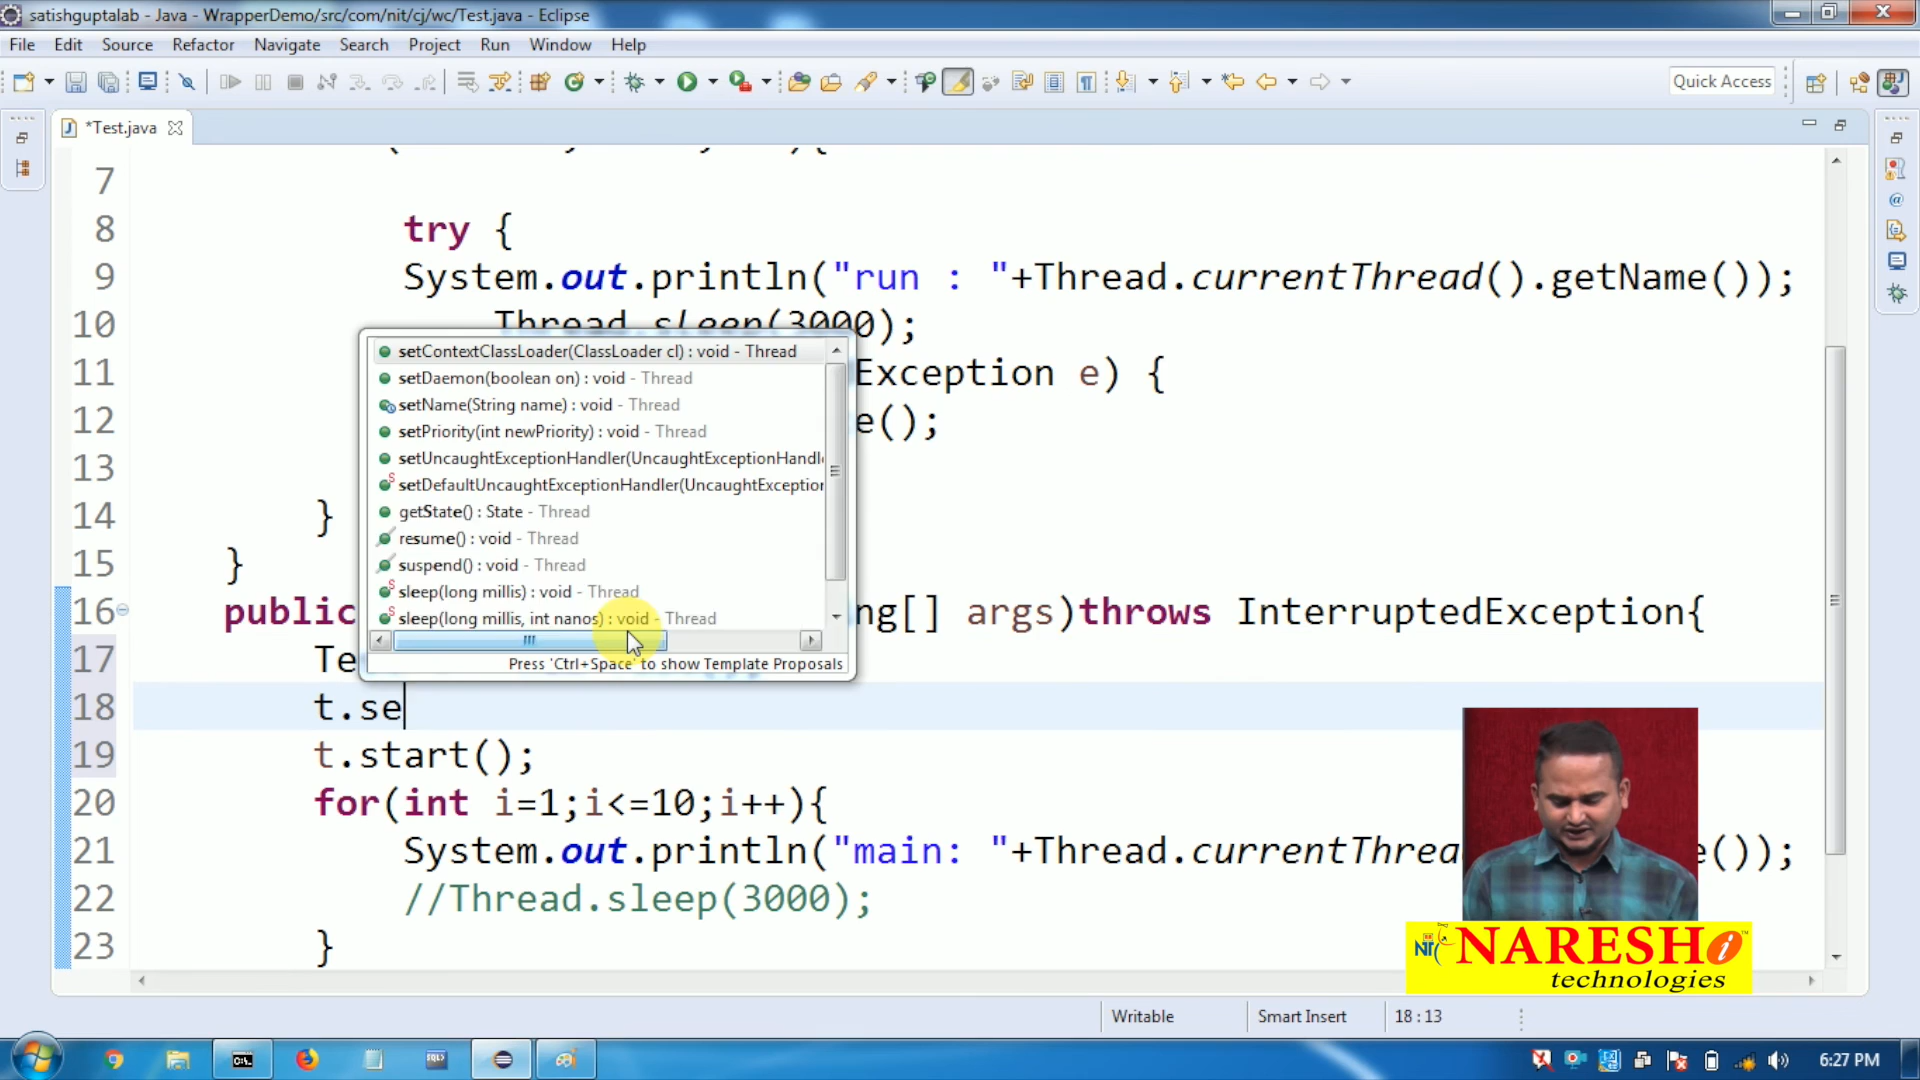 satishguptalab - Java - WrapperDemo/src/com/nit/cj/wc/Test.java - Eclipse
File Edit Source Refactor Navigate Search Project Run Window Help
Quick Access
*Test.java
7
8 try {
9 System.out.println("run : "+Thread.currentThread().getName());
10 Thread.sleep(3000);
11 Exception e) {
12 e();
13
14 }
15 }
16 public ng[] args)throws InterruptedException{
17 Te
18 t.se
19 t.start();
20 for(int i=1;i<=10;i++){
21 System.out.println("main: "+Thread.currentThrea e());
22 //Thread.sleep(3000);
23 }
setContextClassLoader(ClassLoader cl) : void - Thread
setDaemon(boolean on) : void - Thread
setName(String name) : void - Thread
setPriority(int newPriority) : void - Thread
setUncaughtExceptionHandler(UncaughtExceptionHandl
setDefaultUncaughtExceptionHandler(UncaughtException
getState() : State - Thread
resume() : void - Thread
suspend() : void - Thread
sleep(long millis) : void - Thread
sleep(long millis, int nanos) : void - Thread
Press 'Ctrl+Space' to show Template Proposals
NARESH i
technologies
Writable Smart Insert 18 : 13
6:27 PM